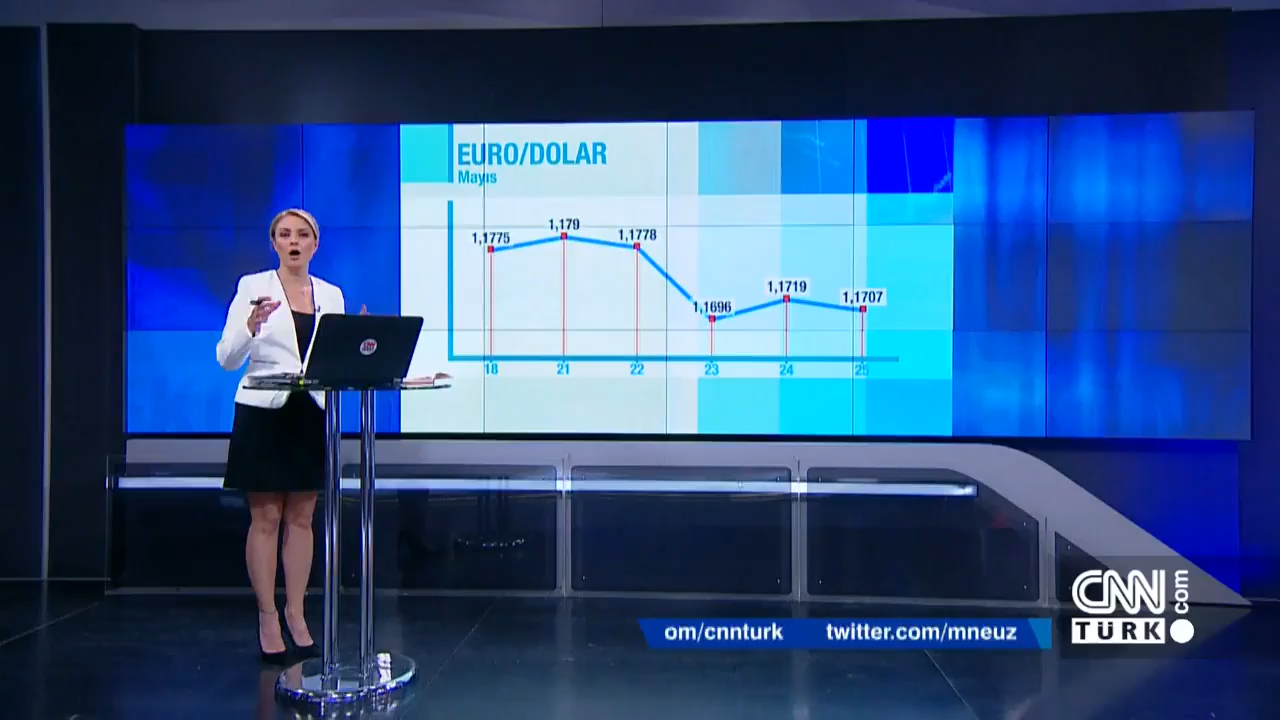 EURO/DOLAR
Mayıs
1,1775
1,179
1,1778
1,1696
1,1719
1,1707
18
21
22
23
24
25
om/cnnturk
twitter.com/mneuz
CNN
TÜRK
.com